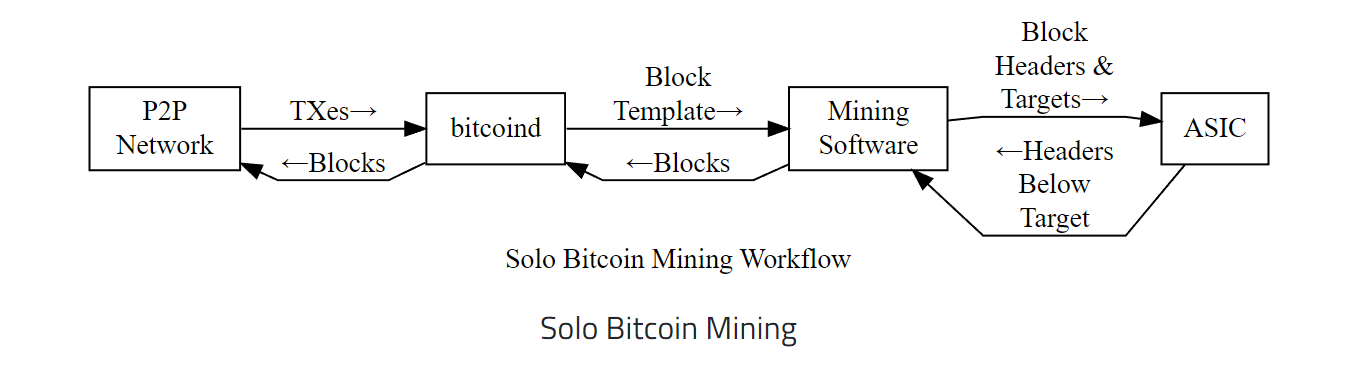 P2P
Network
TXes→
←Blocks
bitcoind
Block
Template→
←Blocks
Mining
Software
Block
Headers &
Targets→
←Headers
Below
Target
ASIC
Solo Bitcoin Mining Workflow
Solo Bitcoin Mining